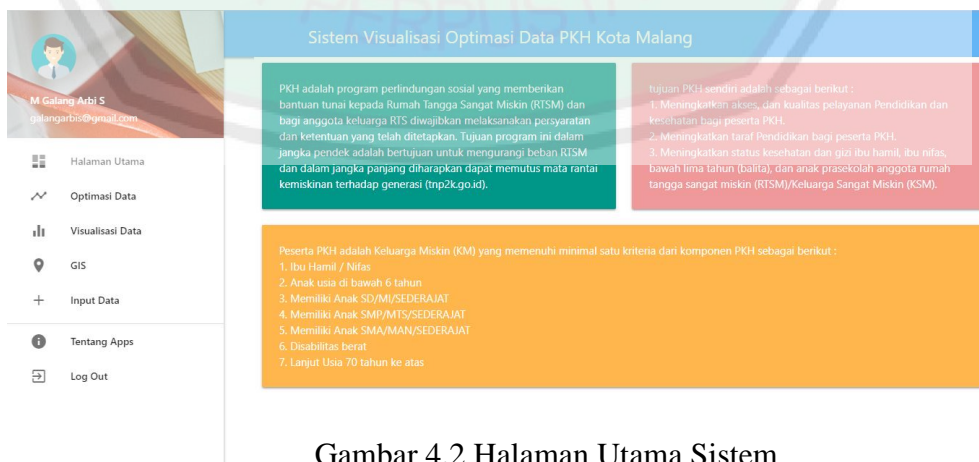 PERPUST
Sistem Visualisasi Optimasi Data PKH Kota Malang
M Galang Arbi S
galangarbis@gmail.com
Halaman Utama
Optimasi Data
Visualisasi Data
GIS
Input Data
Tentang Apps
Log Out
PKH adalah program perlindungan sosial yang memberikan
bantuan tunai kepada Rumah Tangga Sangat Miskin (RTSM) dan
bagi anggota keluarga RTS diwajibkan melaksanakan persyaratan
dan ketentuan yang telah ditetapkan. Tujuan program ini dalam
jangka pendek adalah bertujuan untuk mengurangi beban RTSM
dan dalam jangka panjang diharapkan dapat memutus mata rantai
kemiskinan terhadap generasi (tnp2k.go.id).
tujuan PKH sendiri adalah sebagai berikut :
1. Meningkatkan akses, dan kualitas pelayanan Pendidikan dan
kesehatan bagi peserta PKH.
2. Meningkatkan taraf Pendidikan bagi peserta PKH.
3. Meningkatkan status kesehatan dan gizi ibu hamil, ibu nifas,
bawah lima tahun (balita), dan anak prasekolah anggota rumah
tangga sangat miskin (RTSM)/Keluarga Sangat Miskin (KSM).
Peserta PKH adalah Keluarga Miskin (KM) yang memenuhi minimal satu kriteria dari komponen PKH sebagai berikut :
1. Ibu Hamil / Nifas
2. Anak usia di bawah 6 tahun
3. Memiliki Anak SD/MI/SEDERAJAT
4. Memiliki Anak SMP/MTS/SEDERAJAT
5. Memiliki Anak SMA/MAN/SEDERAJAT
6. Disabilitas berat
7. Lanjut Usia 70 tahun ke atas
Gambar 4.2 Halaman Utama Sistem